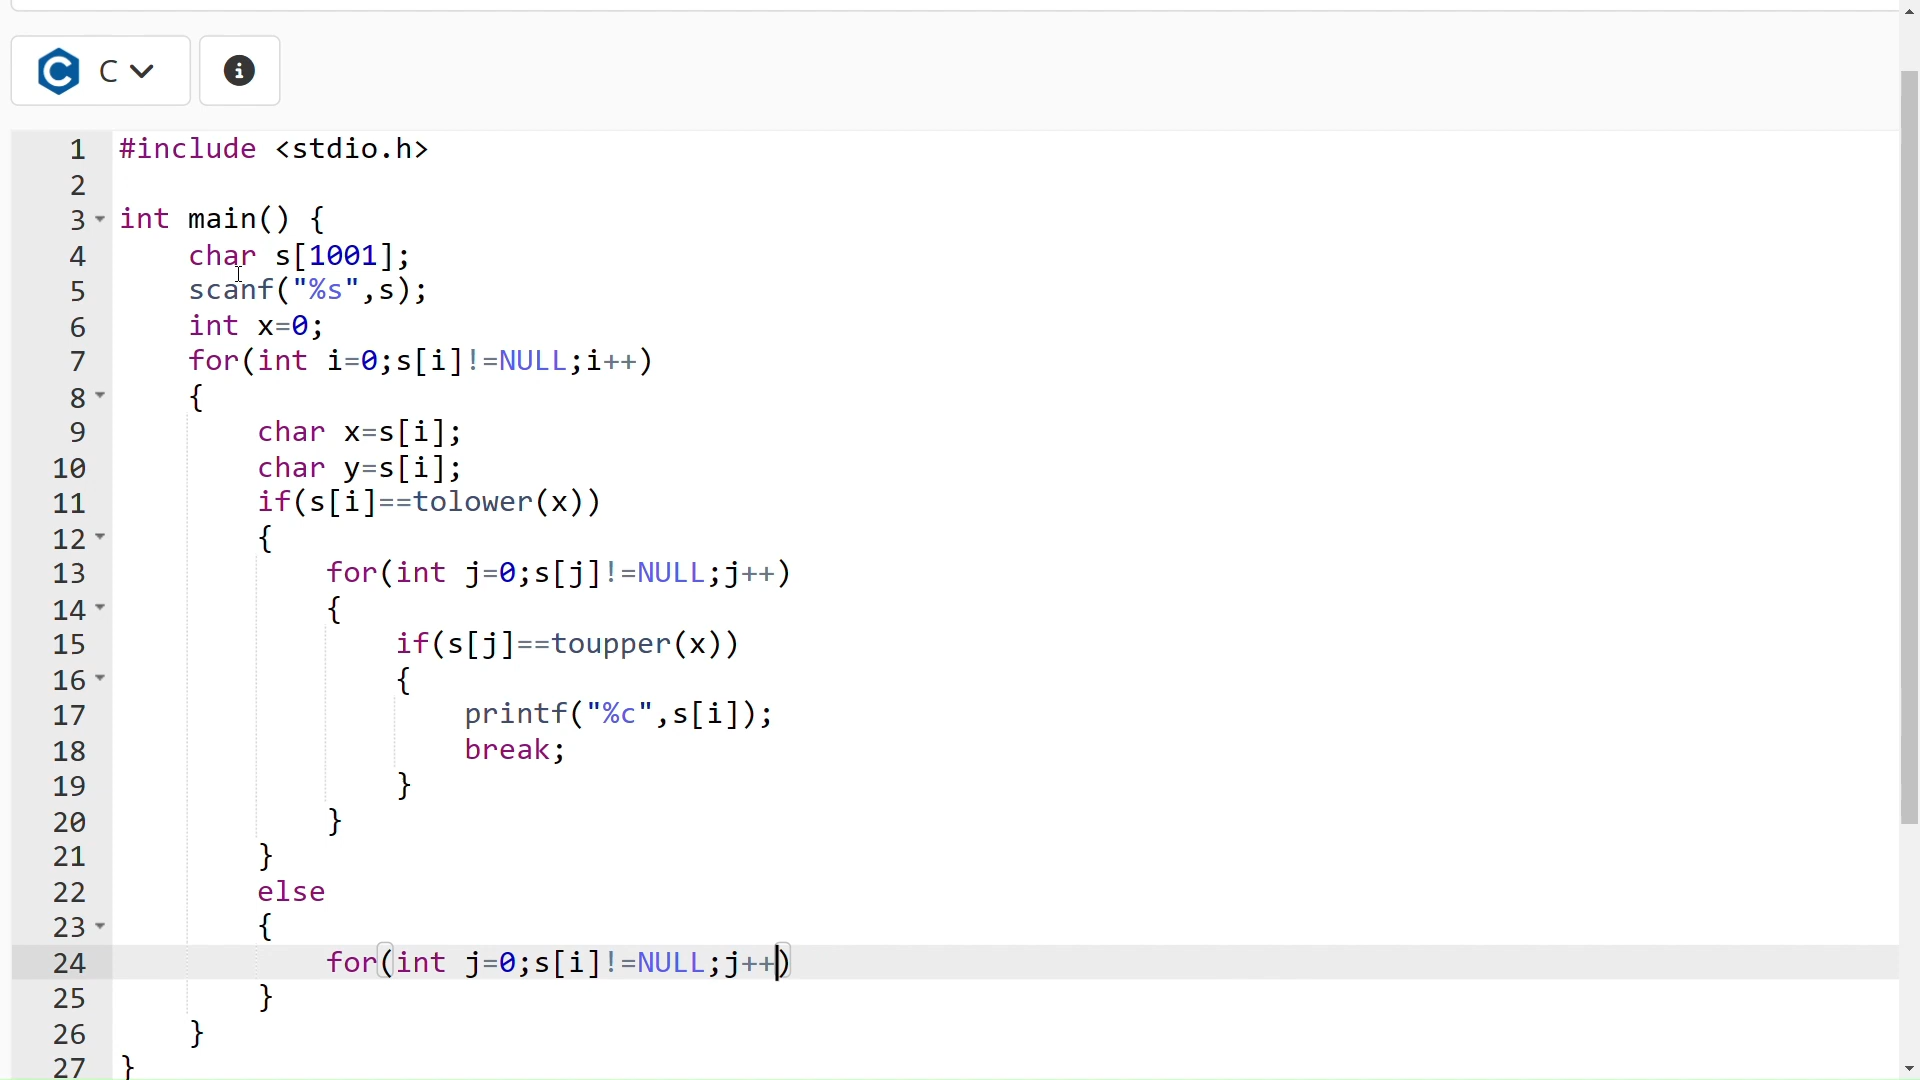 C
1 #include <stdio.h>
2
3 int main() {
4 char s[1001];
5 scanf("%s",s);
6 int x=0;
7 for(int i=0;s[i]!=NULL;i++)
8 {
9 char x=s[i];
10 char y=s[i];
11 if(s[i]==tolower(x))
12 {
13 for(int j=0;s[j]!=NULL;j++)
14 {
15 if(s[j]==toupper(x))
16 {
17 printf("%c",s[i]);
18 break;
19 }
20 }
21 }
22 else
23 {
24 for(int j=0;s[i]!=NULL;j++)
25 }
26 }
27 }